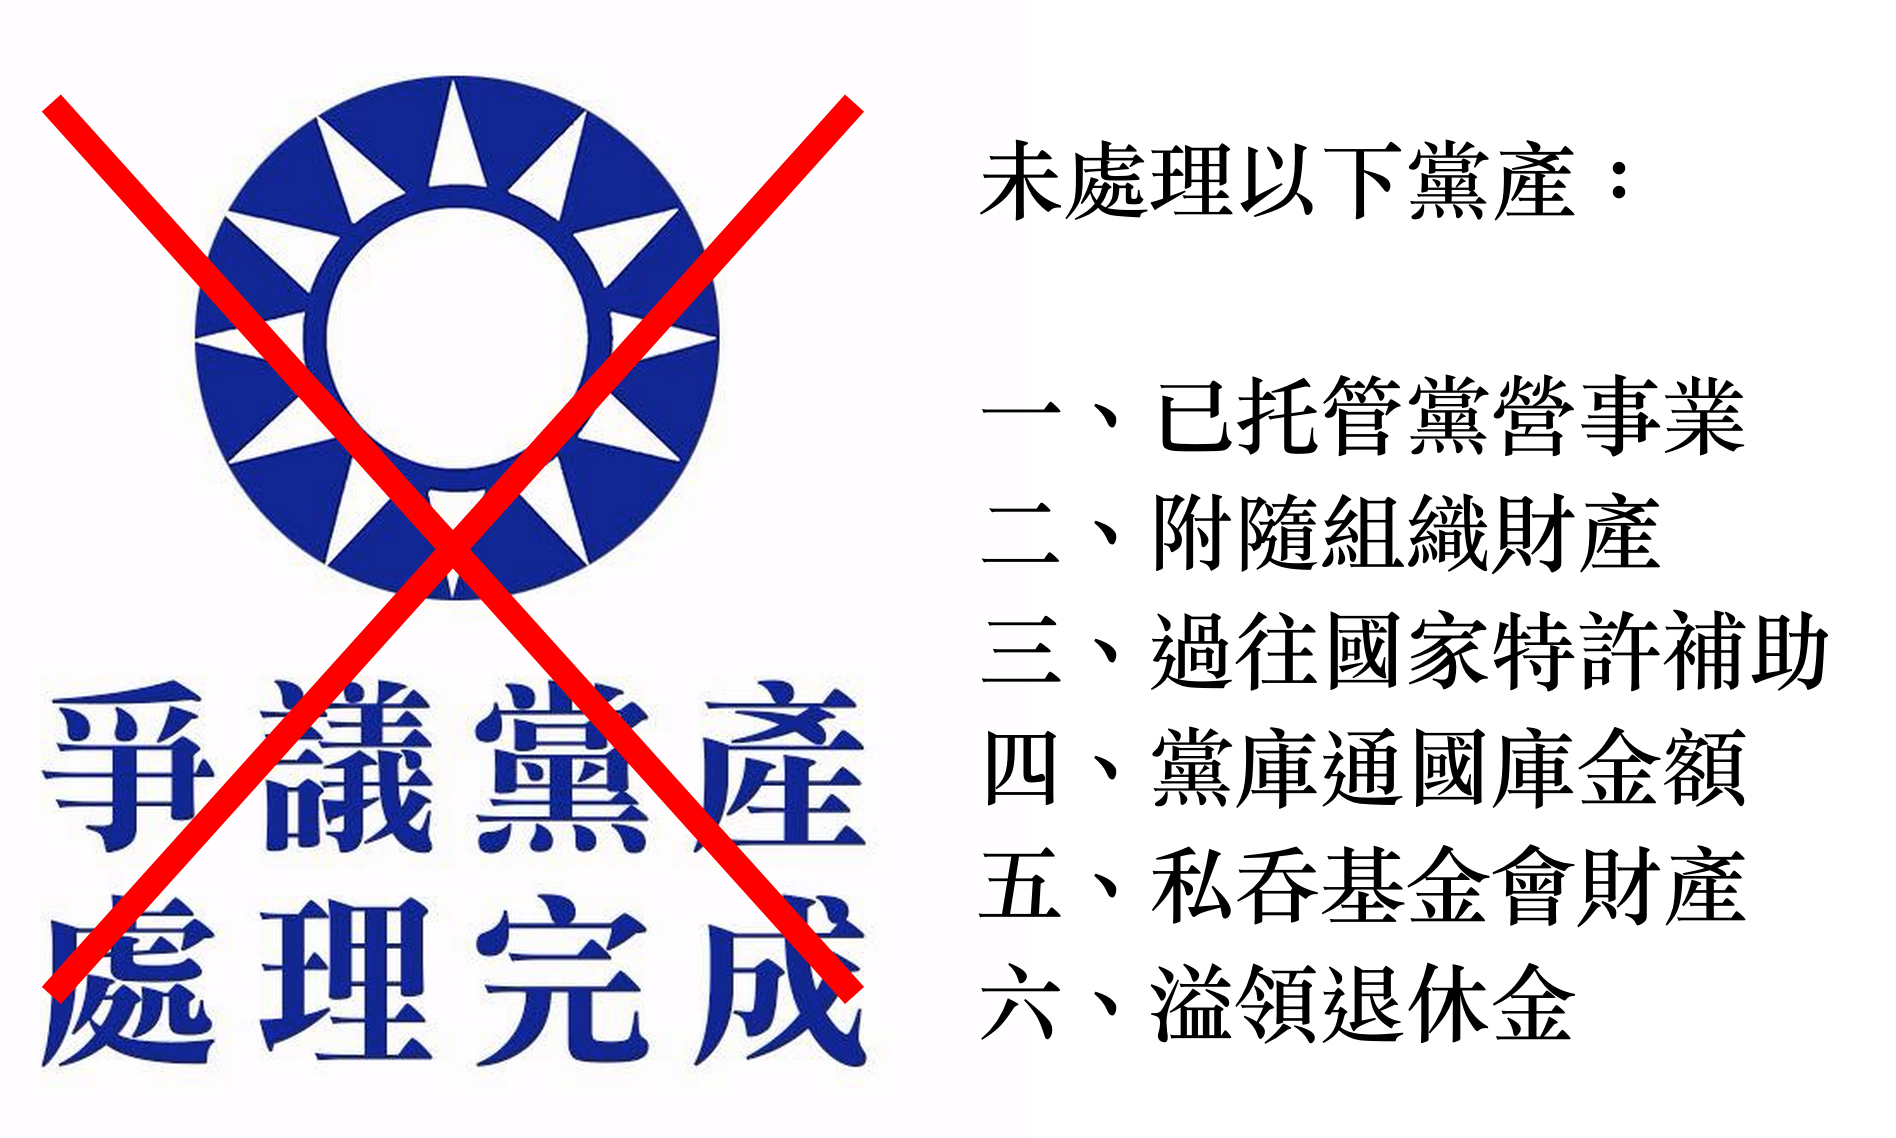 爭議黨產
處理完成
未處理以下黨產：
一、已托管黨營事業
二、附隨組織財產
三、過往國家特許補助
四、黨庫通國庫金額
五、私吞基金會財產
六、溢領退休金